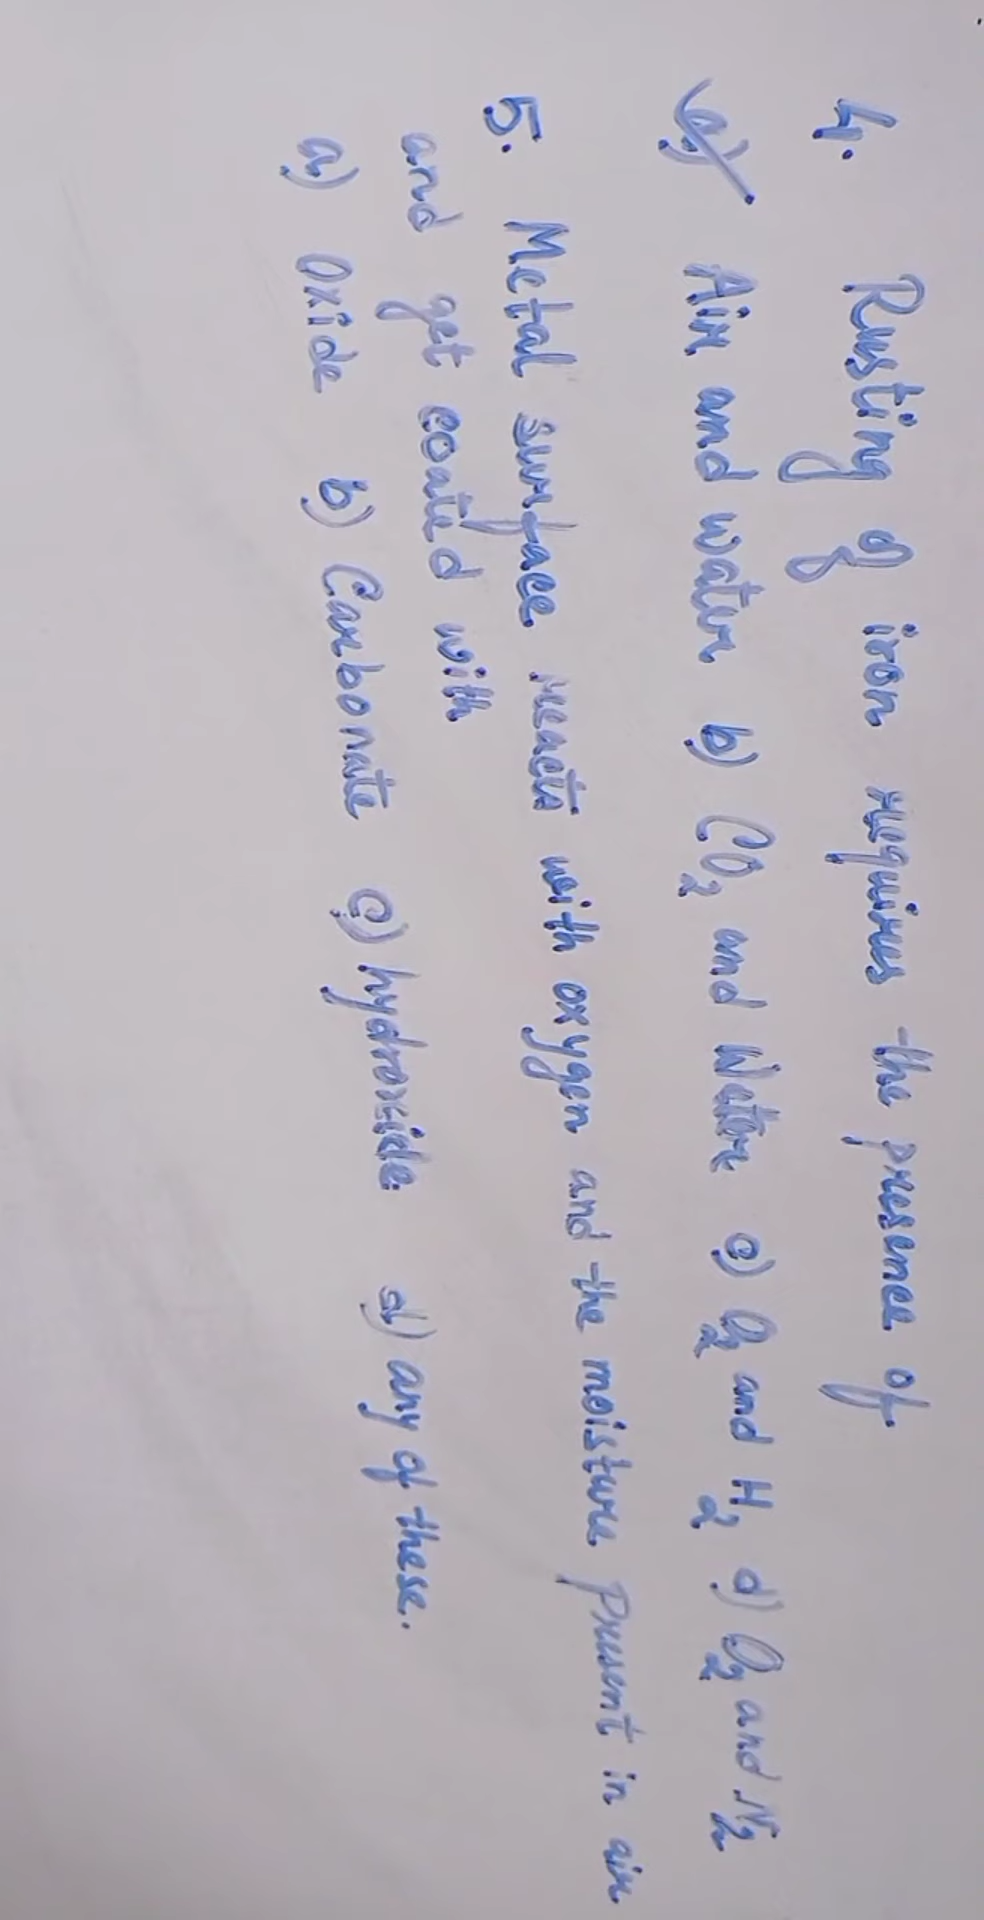 4. Rusting of iron requires the presence of
a) Air and water b) CO₂ and Water c) O₂ and H₂ d) O₂ and N₂
5. Metal surface reacts with oxygen and the moisture present in air
and get coated with
a) Oxide b) Carbonate c) hydroxide d) any of these.